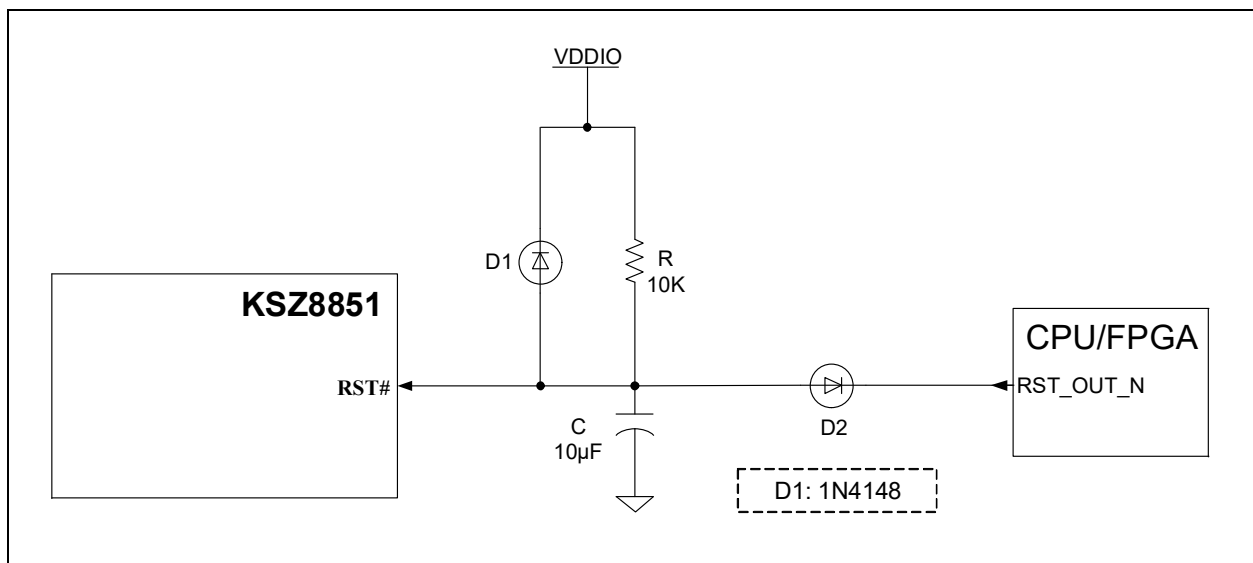 VDDIO
D1
R
10K
KSZ8851
RST#
CPU/FPGA
RST_OUT_N
C
10µF
D2
D1: 1N4148